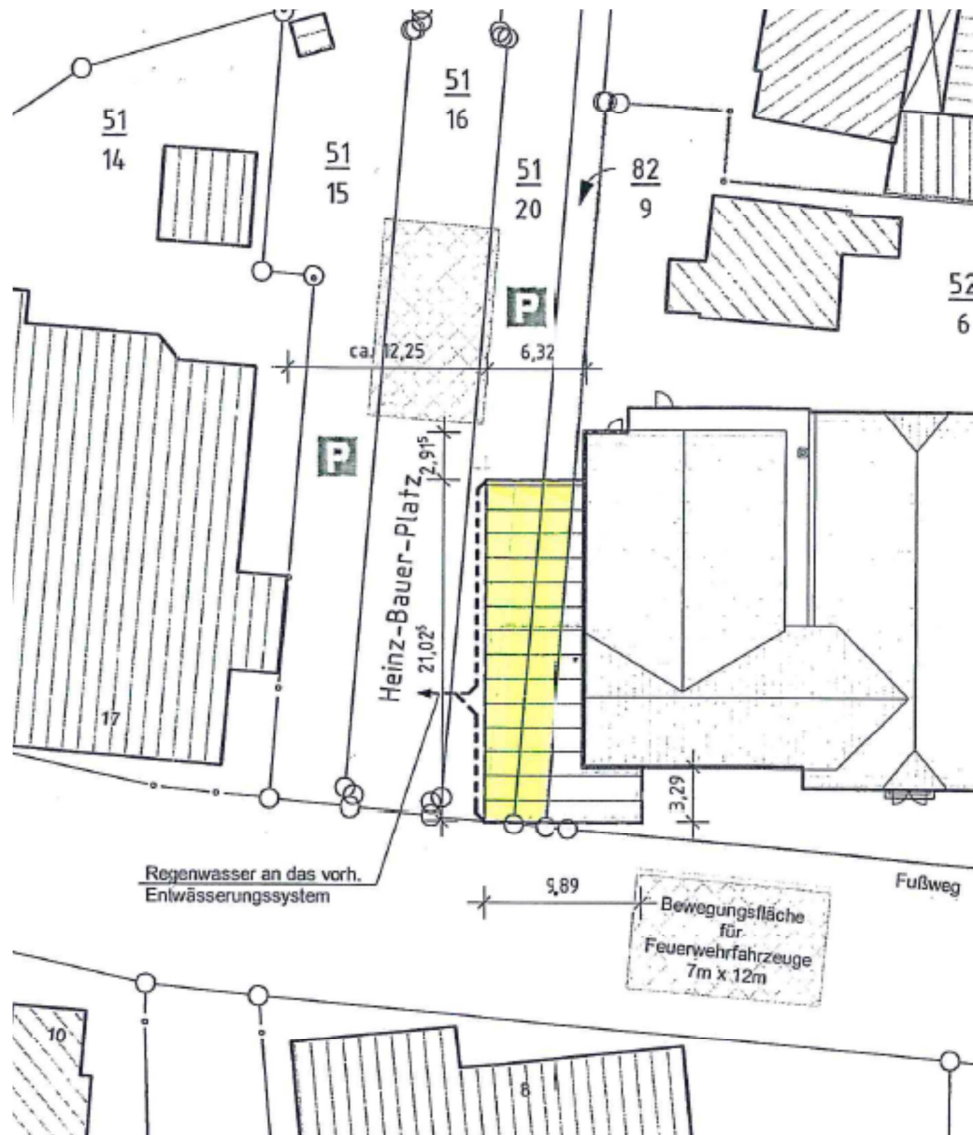 51
16
51
14
51
15
51
20
82
9
52
6
P
ca. 12,25
6,32
P
2,91⁵
Heinz-Bauer-Platz
21,02⁵
17
3,29
Regenwasser an das vorh.
Entwässerungssystem
9,89
Fußweg
Bewegungsfläche
für
Feuerwehrfahrzeuge
7m x 12m
10
8